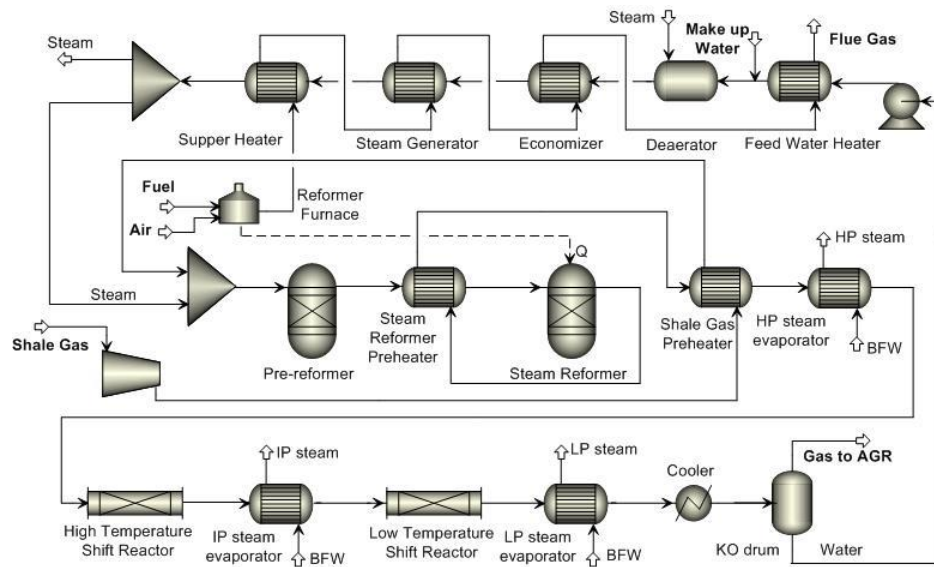 Steam
Steam
Make up
Water
Flue Gas
Supper Heater
Steam Generator
Economizer
Deaerator
Feed Water Heater
Fuel
Air
Reformer
Furnace
Q
HP steam
Steam
Shale Gas
Pre-reformer
Steam
Reformer
Preheater
Steam Reformer
Shale Gas
Preheater
HP steam
evaporator
BFW
IP steam
LP steam
Cooler
Gas to AGR
High Temperature
Shift Reactor
IP steam
evaporator
BFW
Low Temperature
Shift Reactor
LP steam
evaporator
BFW
KO drum
Water